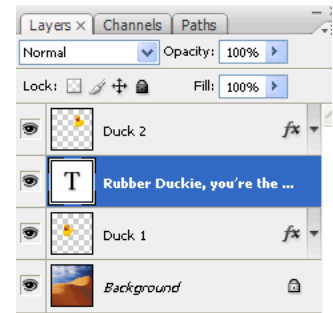 Layers × Channels Paths
Normal Opacity: 100%
Lock: Fill: 100%
Duck 2 fx
T Rubber Duckie, you're the ...
Duck 1 fx
Background